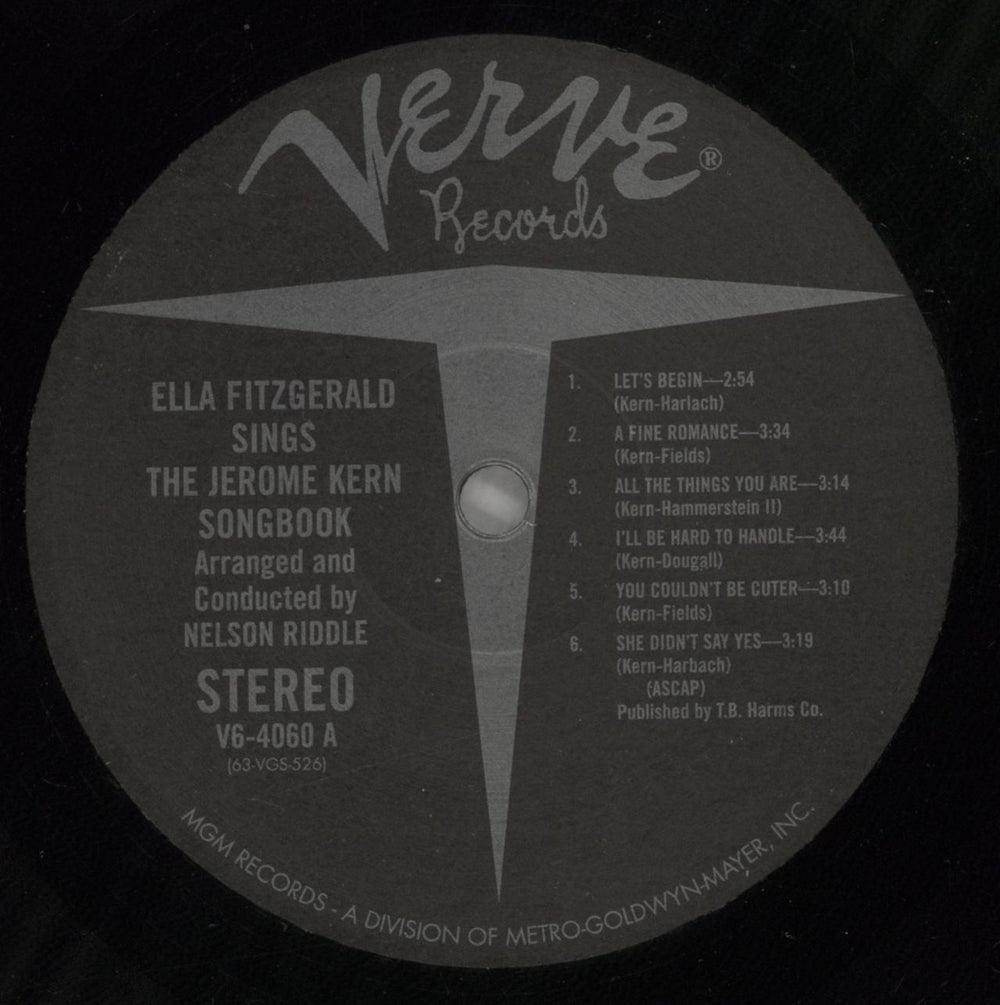 Verve®
Records
ELLA FITZGERALD
SINGS
THE JEROME KERN
SONGBOOK
Arranged and
Conducted by
NELSON RIDDLE
STEREO
V6-4060 A
(63-VGS-526)
1. LET'S BEGIN—2:54
(Kern-Harlach)
2. A FINE ROMANCE—3:34
(Kern-Fields)
3. ALL THE THINGS YOU ARE—3:14
(Kern-Hammerstein II)
4. I'LL BE HARD TO HANDLE—3:44
(Kern-Dougall)
5. YOU COULDN'T BE CUTER—3:10
(Kern-Fields)
6. SHE DIDN'T SAY YES—3:19
(Kern-Harbach)
(ASCAP)
Published by T.B. Harms Co.
MGM RECORDS - A DIVISION OF METRO-GOLDWYN-MAYER, INC.